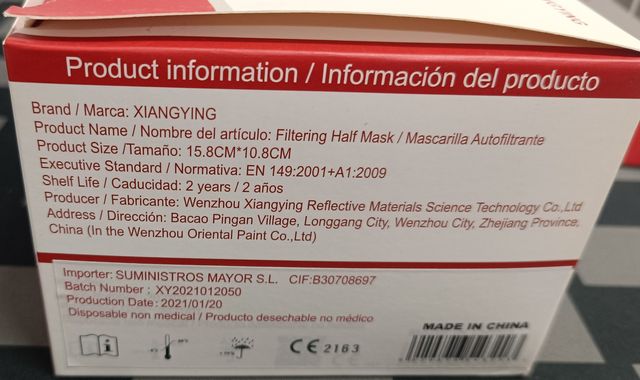 Product information / Información del producto
Brand / Marca: XIANGYING
Product Name / Nombre del artículo: Filtering Half Mask / Mascarilla Autofiltrante
Product Size /Tamaño: 15.8CM*10.8CM
Executive Standard / Normativa: EN 149:2001+A1:2009
Shelf Life / Caducidad: 2 years / 2 años
Producer / Fabricante: Wenzhou Xiangying Reflective Materials Science Technology Co.,Ltd
Address / Dirección: Bacao Pingan Village, Longgang City, Wenzhou City, Zhejiang Province,
China (In the Wenzhou Oriental Paint Co.,Ltd)
Importer: SUMINISTROS MAYOR S.L. CIF:B30708697
Batch Number : XY2021012050
Production Date : 2021/01/20
Disposable non medical / Producto desechable no médico
MADE IN CHINA
CE 2163